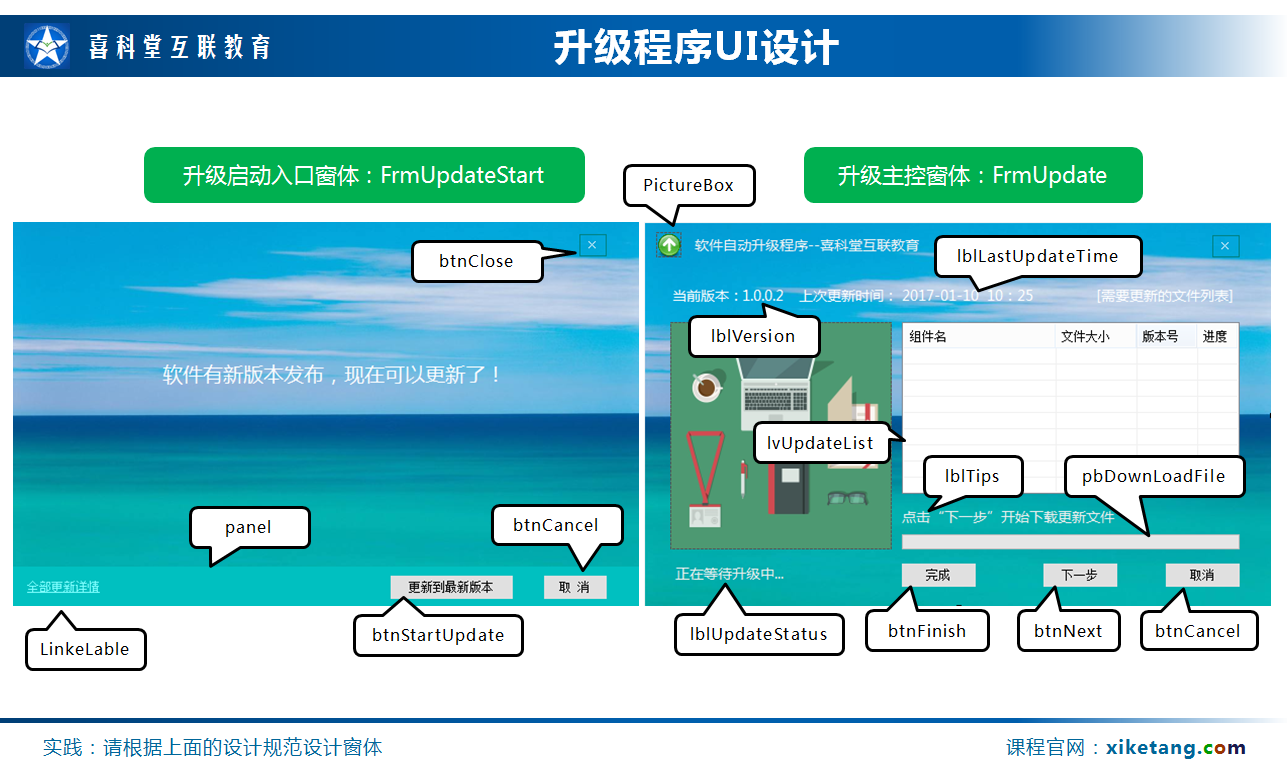 喜科堂互联教育
升级程序UI设计
升级启动入口窗体：FrmUpdateStart
PictureBox
升级主控窗体：FrmUpdate
btnClose
×
软件有新版本发布，现在可以更新了！
panel
btnCancel
全部更新详情
更新到最新版本
取 消
LinkeLable
btnStartUpdate
软件自动升级程序--喜科堂互联教育
lblLastUpdateTime
×
当前版本：1.0.0.2 上次更新时间： 2017-01-10 10：25 [需要更新的文件列表]
lblVersion
组件名 文件大小 版本号 进度
lvUpdateList
lblTips
pbDownLoadFile
点击“下一步”开始下载更新文件
正在等待升级中...
完成
下一步
取消
lblUpdateStatus
btnFinish
btnNext
btnCancel
实践：请根据上面的设计规范设计窗体
课程官网：xiketang.com